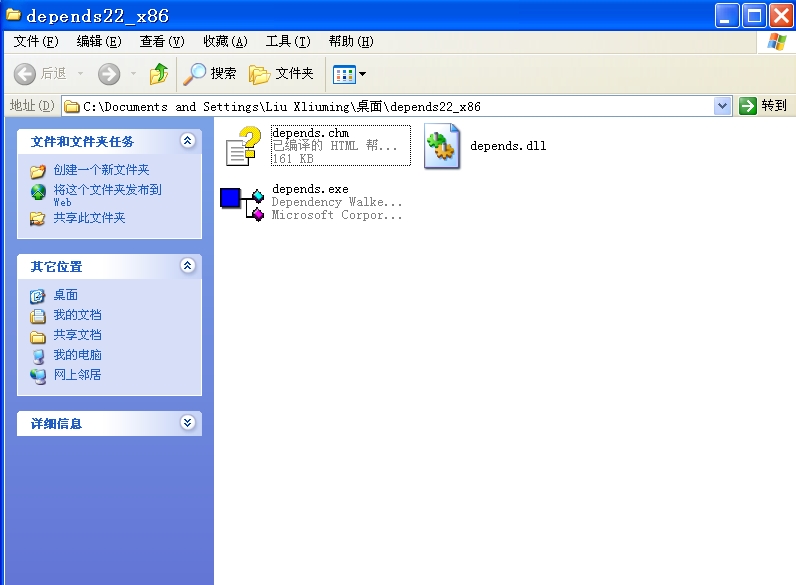 depends22_x86
文件(F) 编辑(E) 查看(V) 收藏(A) 工具(T) 帮助(H)
后退 搜索 文件夹
地址(D) C:\Documents and Settings\Liu Xliuming\桌面\depends22_x86 转到
文件和文件夹任务
创建一个新文件夹
将这个文件夹发布到
Web
共享此文件夹
其它位置
桌面
我的文档
共享文档
我的电脑
网上邻居
详细信息
depends.chm
已编译的 HTML 帮...
161 KB
depends.dll
depends.exe
Dependency Walke...
Microsoft Corpor...